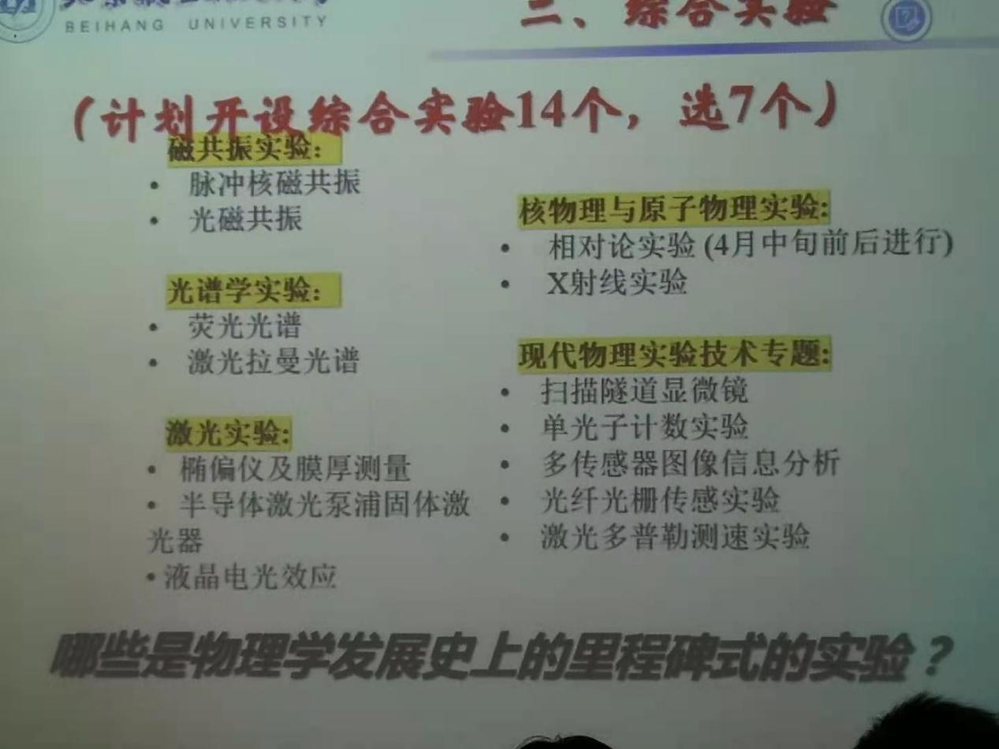 BEIHANG UNIVERSITY
二、综合实验
（计划开设综合实验14个，选7个）
磁共振实验:
• 脉冲核磁共振
• 光磁共振
光谱学实验:
• 荧光光谱
• 激光拉曼光谱
激光实验:
• 椭偏仪及膜厚测量
• 半导体激光泵浦固体激
光器
• 液晶电光效应
核物理与原子物理实验:
• 相对论实验 (4月中旬前后进行)
• X射线实验
现代物理实验技术专题:
• 扫描隧道显微镜
• 单光子计数实验
• 多传感器图像信息分析
• 光纤光栅传感实验
• 激光多普勒测速实验
哪些是物理学发展史上的里程碑式的实验？